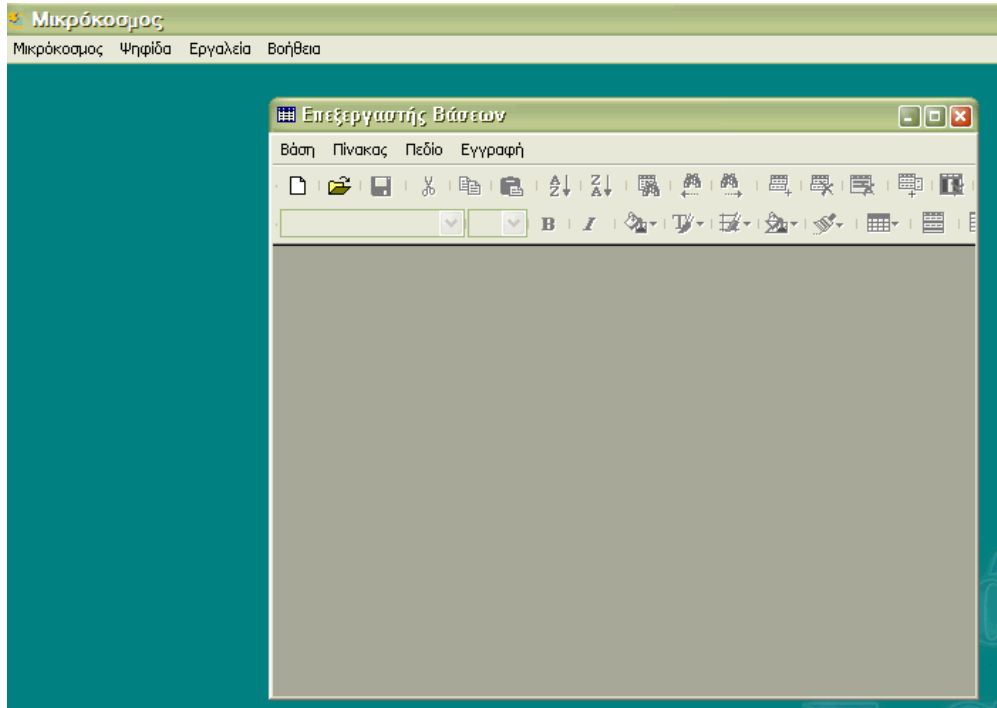 Μικρόκοσμος
Μικρόκοσμος Ψηφίδα Εργαλεία Βοήθεια
Επεξεργαστής Βάσεων
Βάση Πίνακας Πεδίο Εγγραφή
B I